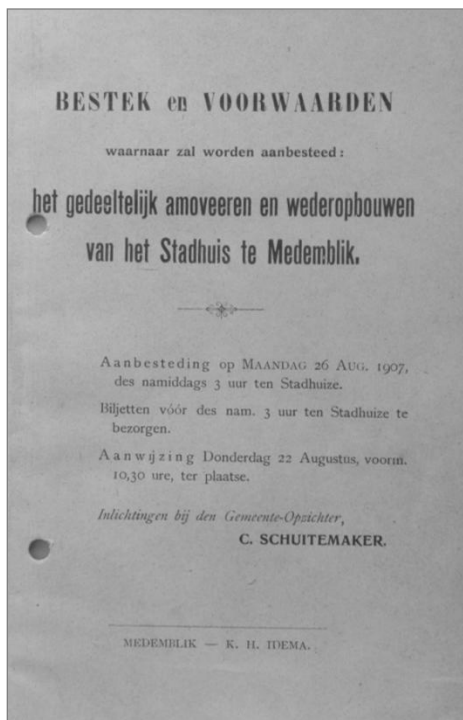 BESTEK en VOORWAARDEN
waarnaar zal worden aanbesteed:
het gedeeltelijk amoveeren en wederopbouwen
van het Stadhuis te Medemblik.
Aanbesteding op MAANDAG 26 AUG. 1907,
des namiddags 3 uur ten Stadhuize.
Biljetten vóór des nam. 3 uur ten Stadhuize te
bezorgen.
Aanwijzing Donderdag 22 Augustus, voorm.
10,30 ure, ter plaatse.
Inlichtingen bij den Gemeente-Opzichter,
C. SCHUITEMAKER.
MEDEMBLIK — K. H. IDEMA.